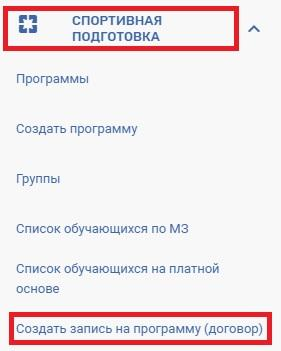 СПОРТИВНАЯ
ПОДГОТОВКА
Программы
Создать программу
Группы
Список обучающихся по МЗ
Список обучающихся на платной
основе
Создать запись на программу (договор)